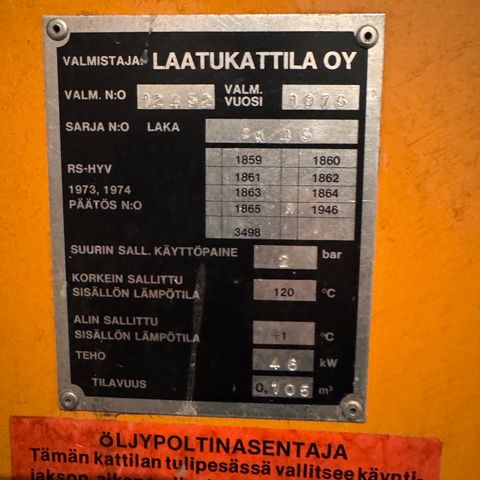 VALMISTAJA: LAATUKATTILA OY
VALM. N:O 12492 VALM. VUOSI 1976
SARJA N:O LAKA 46
RS-HYV
1973, 1974
PÄÄTÖS N:O
1859 1860
1861 1862
1863 1864
1865 1946
3498
SUURIN SALL. KÄYTTÖPAINE 2 bar
KORKEIN SALLITTU
SISÄLLÖN LÄMPÖTILA 120 °C
ALIN SALLITTU
SISÄLLÖN LÄMPÖTILA +1 °C
TEHO 46 kW
TILAVUUS 0,105 m³
ÖLJYPOLTINASENTAJA
Tämän kattilan tulipesässä vallitsee käynti-